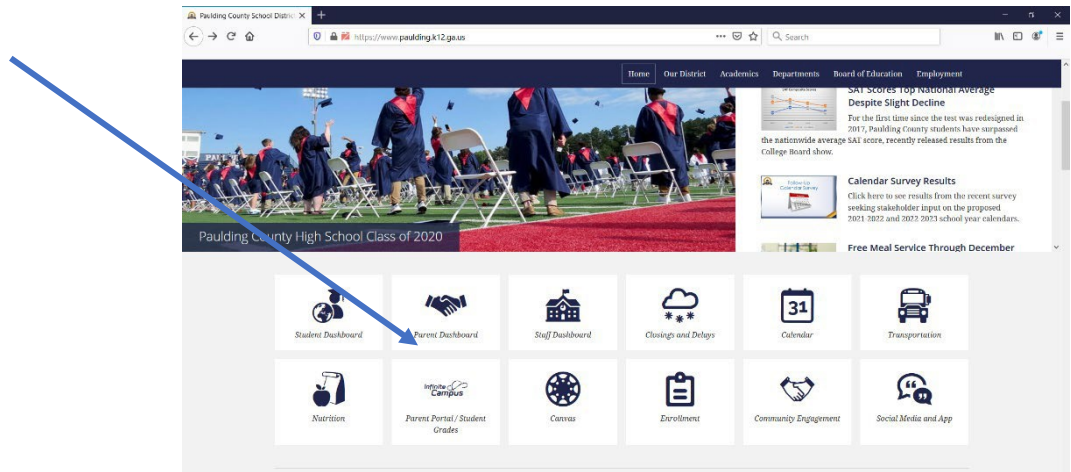 Paulding County School District
https://www.paulding.k12.ga.us
Search
Home Our District Academics Departments Board of Education Employment
SAT Scores Top National Average
Despite Slight Decline
For the first time since the test was redesigned in
2017, Paulding County students have surpassed
the nationwide average SAT score, recently released results from the
College Board show.
Follow Up
Calendar Survey
Calendar Survey Results
Click here to see results from the recent survey
seeking stakeholder input on the proposed
2021-2022 and 2022-2023 school year calendars.
Free Meal Service Through December
Paulding County High School Class of 2020
31
Student Dashboard
Parent Dashboard
Staff Dashboard
Closings and Delays
Calendar
Transportation
Infinite
Campus
Nutrition
Parent Portal / Student
Grades
Canvas
Enrollment
Community Engagement
Social Media and App